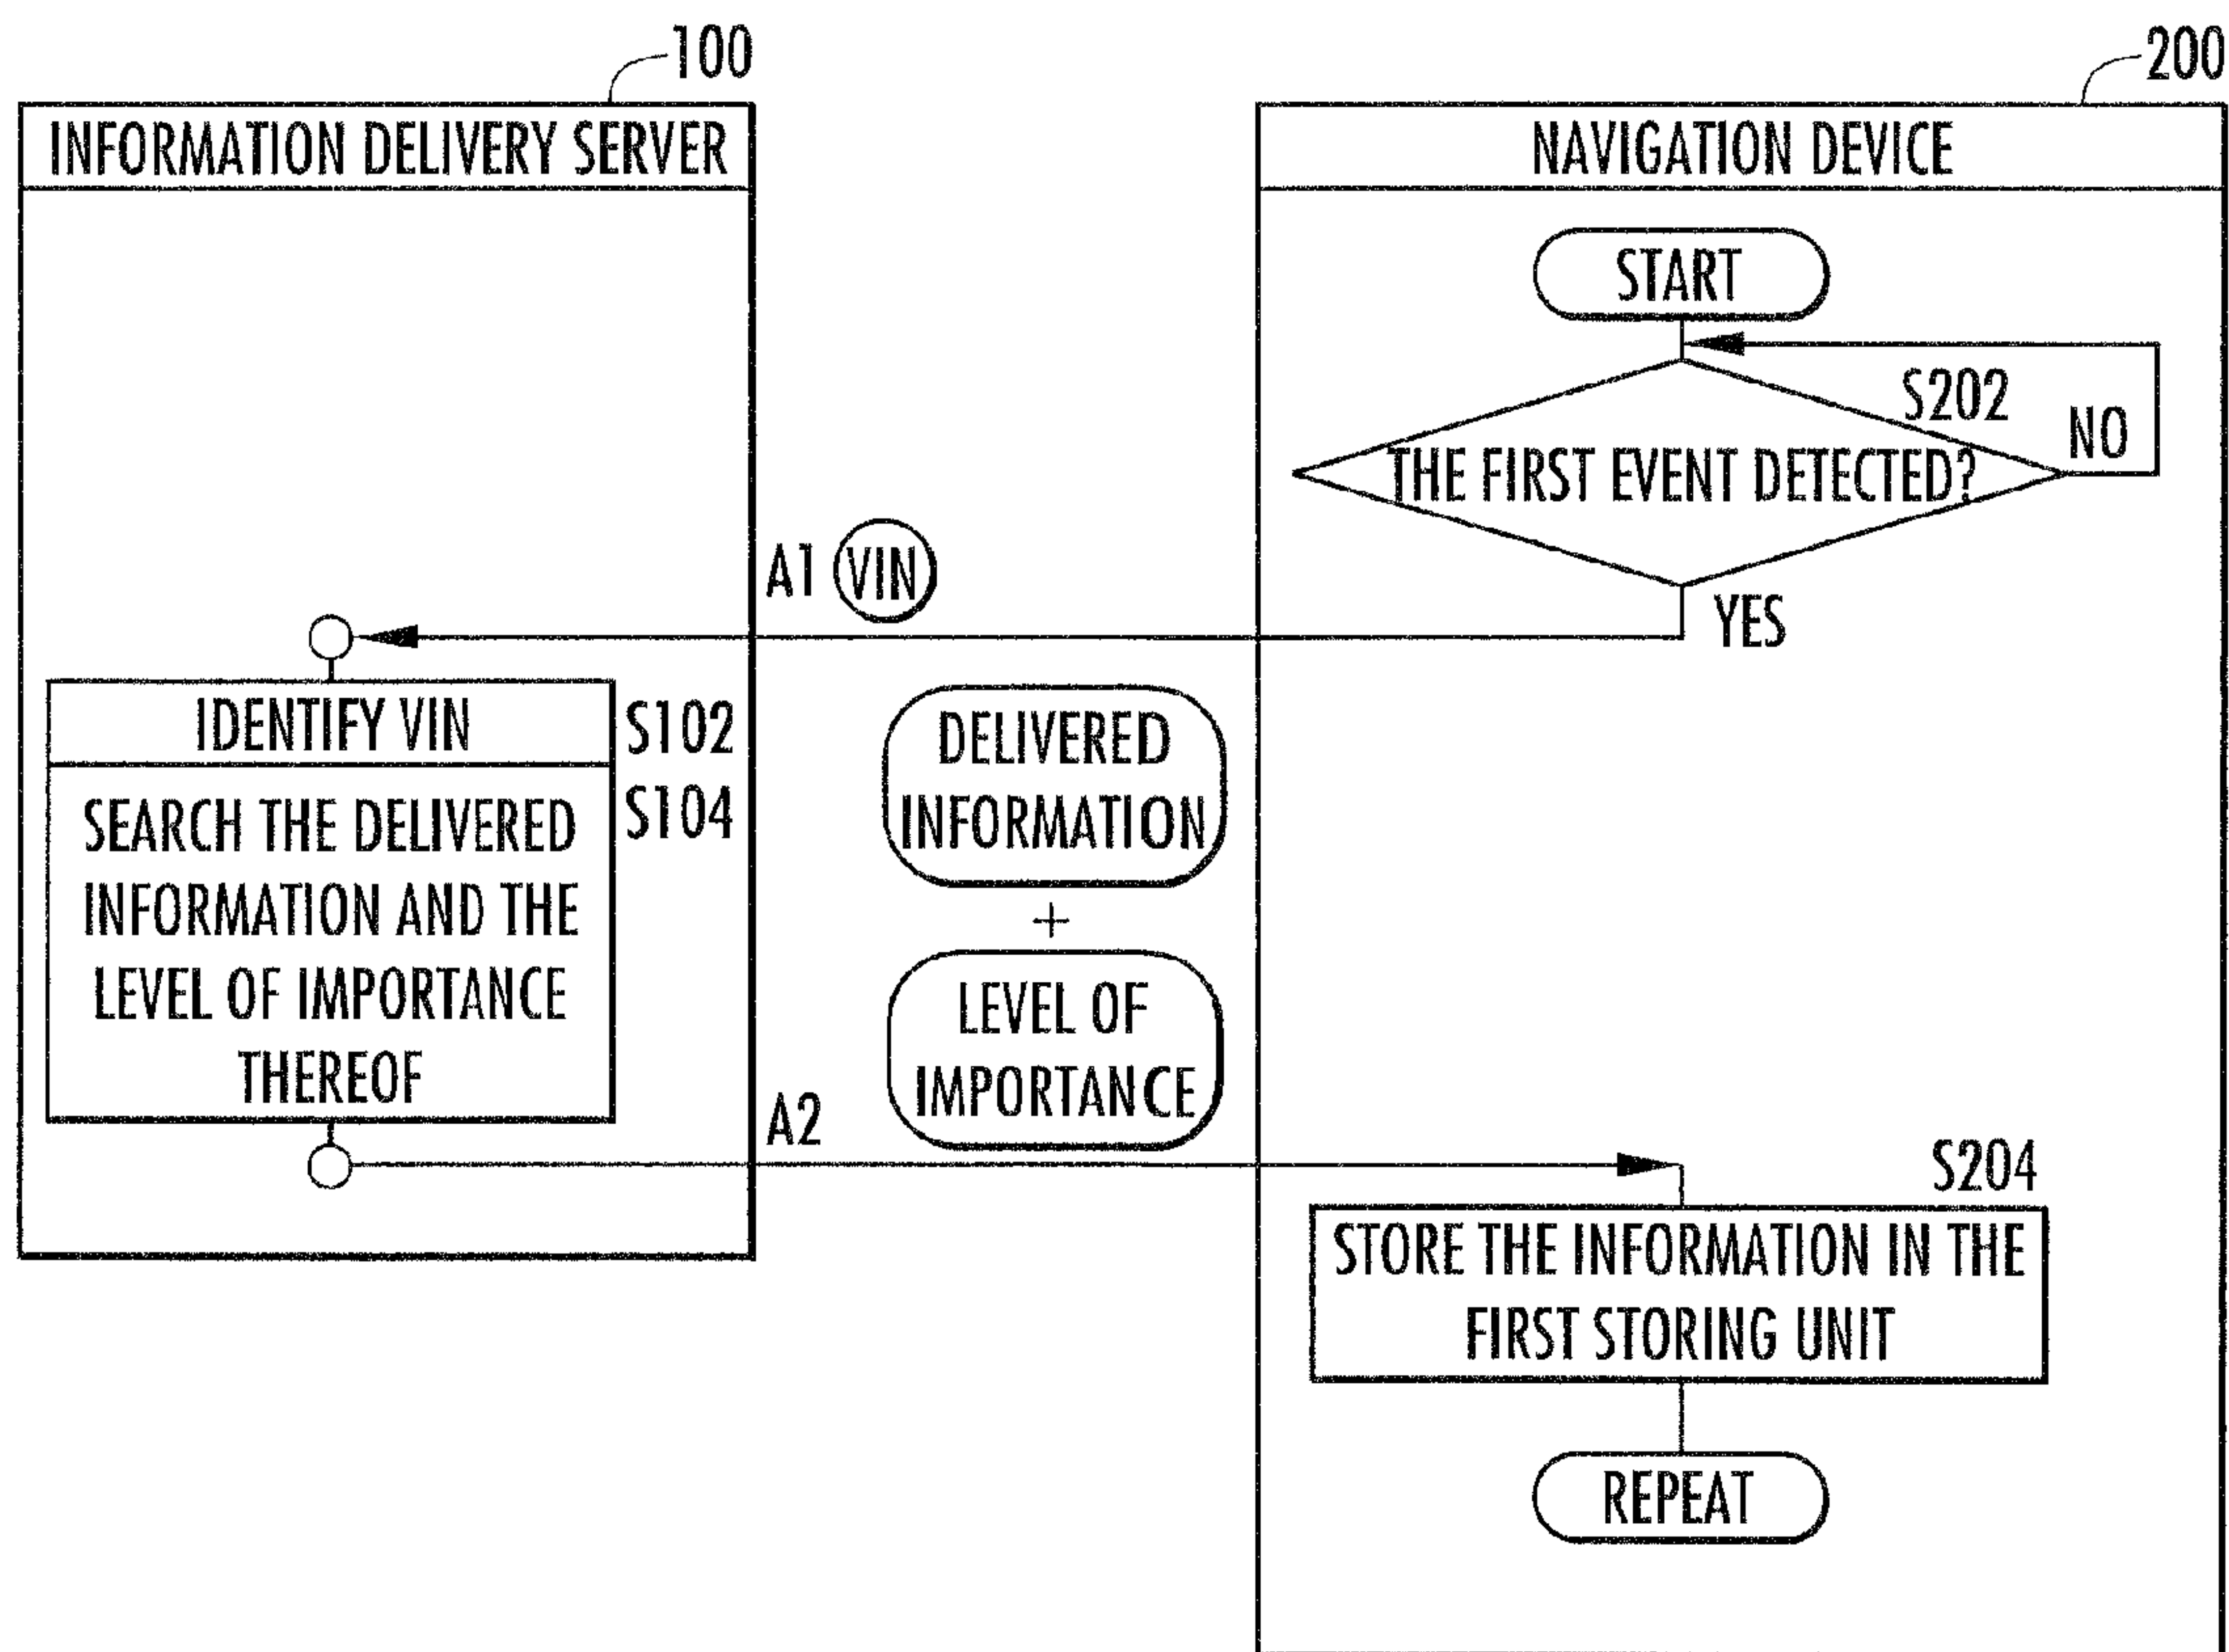 100
INFORMATION DELIVERY SERVER
200
NAVIGATION DEVICE
START
S202
THE FIRST EVENT DETECTED?
NO
YES
A1 VIN
IDENTIFY VIN
S102
SEARCH THE DELIVERED
INFORMATION AND THE
LEVEL OF IMPORTANCE
THEREOF
S104
DELIVERED
INFORMATION
+
LEVEL OF
IMPORTANCE
A2
S204
STORE THE INFORMATION IN THE
FIRST STORING UNIT
REPEAT